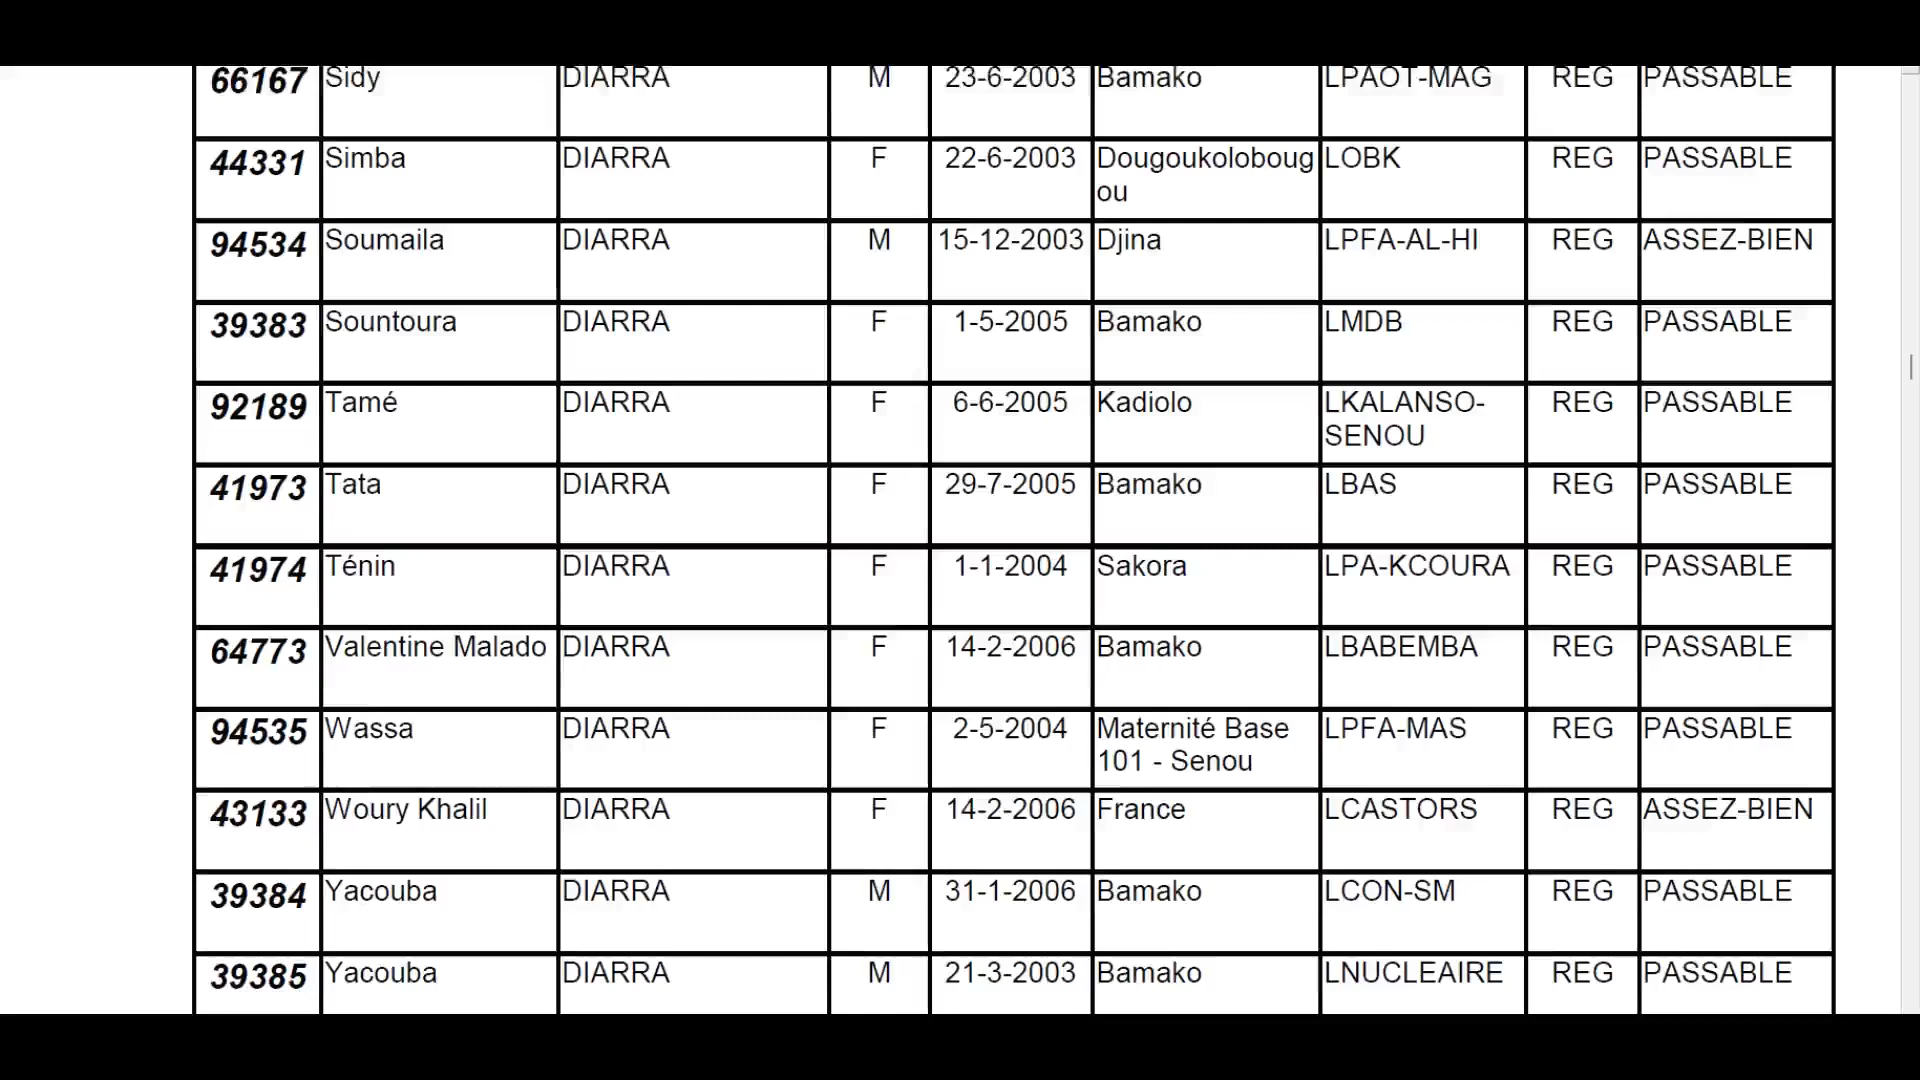 66167 Sidy DIARRA M 23-6-2003 Bamako LPAOT-MAG REG PASSABLE
44331 Simba DIARRA F 22-6-2003 Dougoukoloboug LOBK REG PASSABLE
ou
94534 Soumaila DIARRA M 15-12-2003 Djina LPFA-AL-HI REG ASSEZ-BIEN
39383 Sountoura DIARRA F 1-5-2005 Bamako LMDB REG PASSABLE
92189 Tamé DIARRA F 6-6-2005 Kadiolo LKALANSO- REG PASSABLE
SENOU
41973 Tata DIARRA F 29-7-2005 Bamako LBAS REG PASSABLE
41974 Ténin DIARRA F 1-1-2004 Sakora LPA-KCOURA REG PASSABLE
64773 Valentine Malado DIARRA F 14-2-2006 Bamako LBABEMBA REG PASSABLE
94535 Wassa DIARRA F 2-5-2004 Maternité Base LPFA-MAS REG PASSABLE
101 - Senou
43133 Woury Khalil DIARRA F 14-2-2006 France LCASTORS REG ASSEZ-BIEN
39384 Yacouba DIARRA M 31-1-2006 Bamako LCON-SM REG PASSABLE
39385 Yacouba DIARRA M 21-3-2003 Bamako LNUCLEAIRE REG PASSABLE